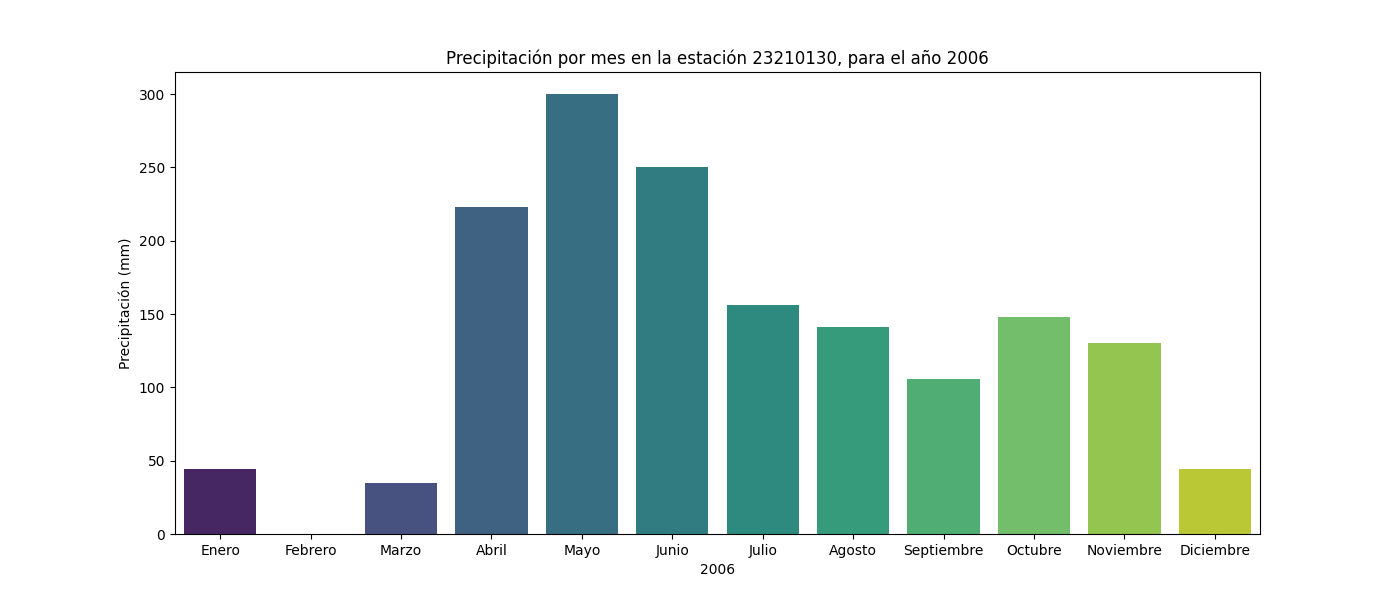 Precipitación por mes en la estación 23210130, para el año 2006
Precipitación (mm)
300
250
200
150
100
50
0
Enero Febrero Marzo Abril Mayo Junio Julio Agosto Septiembre Octubre Noviembre Diciembre
2006